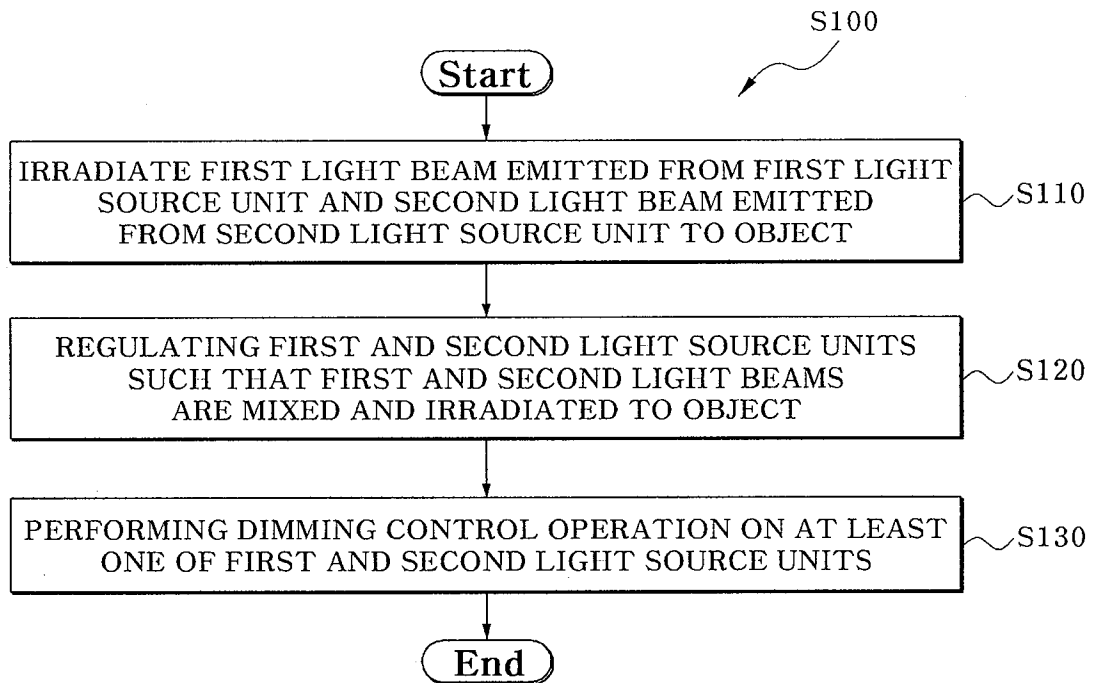 S100
Start
IRRADIATE FIRST LIGHT BEAM EMITTED FROM FIRST LIGHT
SOURCE UNIT AND SECOND LIGHT BEAM EMITTED
FROM SECOND LIGHT SOURCE UNIT TO OBJECT
S110
REGULATING FIRST AND SECOND LIGHT SOURCE UNITS
SUCH THAT FIRST AND SECOND LIGHT BEAMS
ARE MIXED AND IRRADIATED TO OBJECT
S120
PERFORMING DIMMING CONTROL OPERATION ON AT LEAST
ONE OF FIRST AND SECOND LIGHT SOURCE UNITS
S130
End